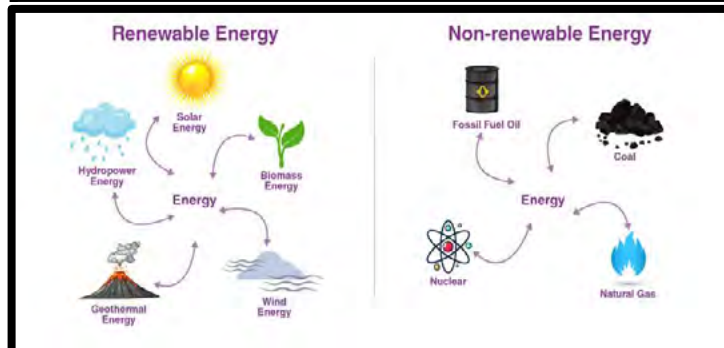 Renewable Energy
Solar
Energy
Hydropower
Energy
Biomass
Energy
Energy
Geothermal
Energy
Wind
Energy
Non-renewable Energy
Fossil Fuel Oil
Coal
Energy
Nuclear
Natural Gas